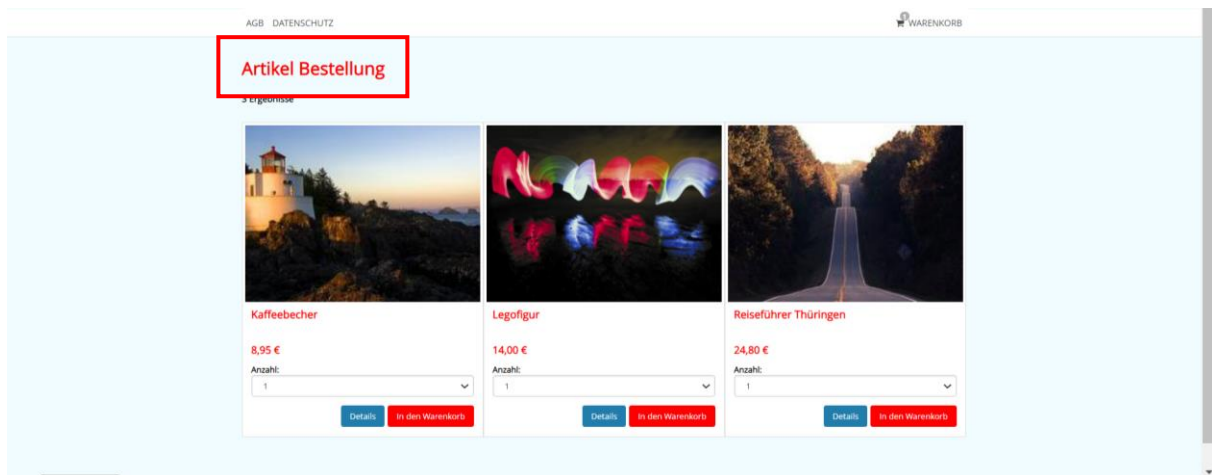 AGB DATENSCHUTZ WARENKORB
Artikel Bestellung
3 Ergebnisse
Kaffeebecher Legofigur Reiseführer Thüringen
8,95 € 14,00 € 24,80 €
Anzahl: Anzahl: Anzahl:
1 1 1
Details In den Warenkorb Details In den Warenkorb Details In den Warenkorb